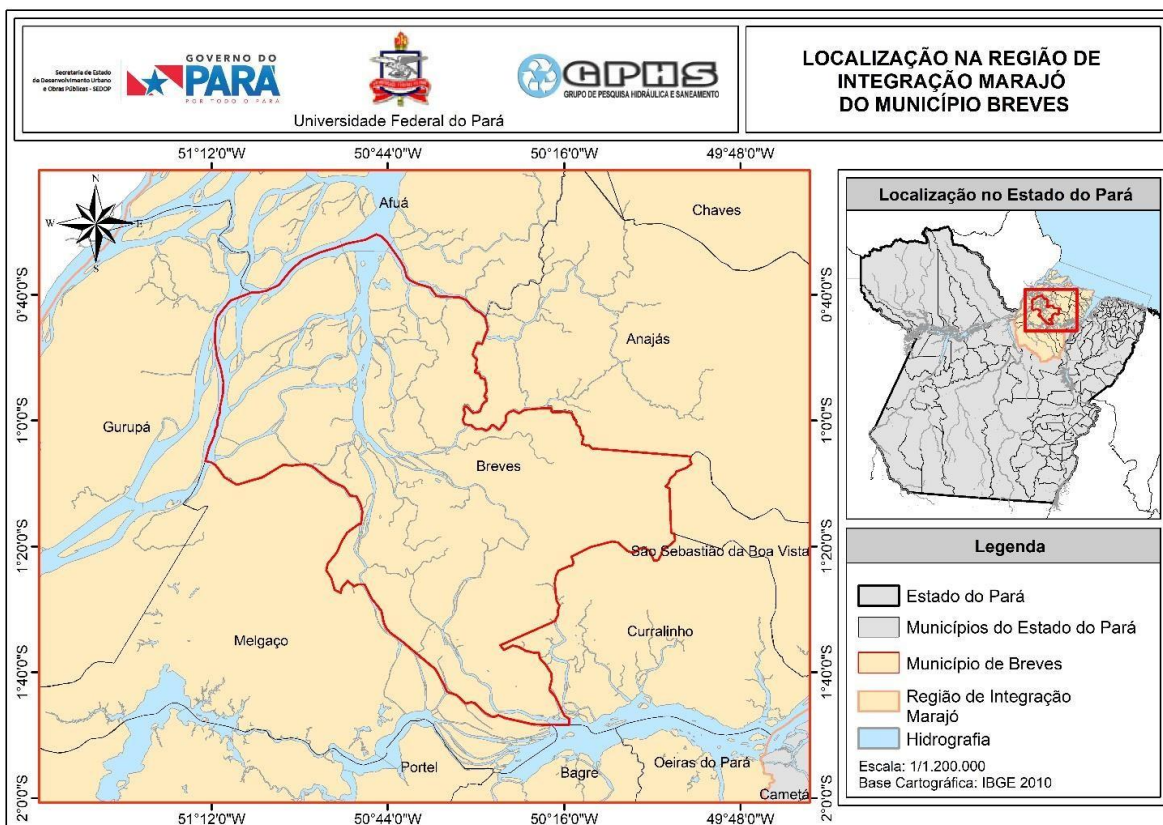 Secretaria de Estado
de Desenvolvimento Urbano
e Obras Públicas - SEDOP
GOVERNO DO
PARÁ
POR TODO O PARÁ
Universidade Federal do Pará
GPHS
GRUPO DE PESQUISA HIDRÁULICA E SANEAMENTO
LOCALIZAÇÃO NA REGIÃO DE
INTEGRAÇÃO MARAJÓ
DO MUNICÍPIO BREVES
51°12'0"W 50°44'0"W 50°16'0"W 49°48'0"W
N
W E
S
0°40'0"S 0°40'0"S
1°0'0"S 1°0'0"S
1°20'0"S 1°20'0"S
1°40'0"S 1°40'0"S
2°0'0"S 2°0'0"S
Afuá
Chaves
Anajás
Gurupá
Breves
São Sebastião da Boa Vista
Melgaço
Curralinho
Portel
Bagre
Oeiras do Pará
Cametá
51°12'0"W 50°44'0"W 50°16'0"W 49°48'0"W
Localização no Estado do Pará
Legenda
Estado do Pará
Municípios do Estado do Pará
Município de Breves
Região de Integração
Marajó
Hidrografia
Escala: 1/1.200.000
Base Cartográfica: IBGE 2010